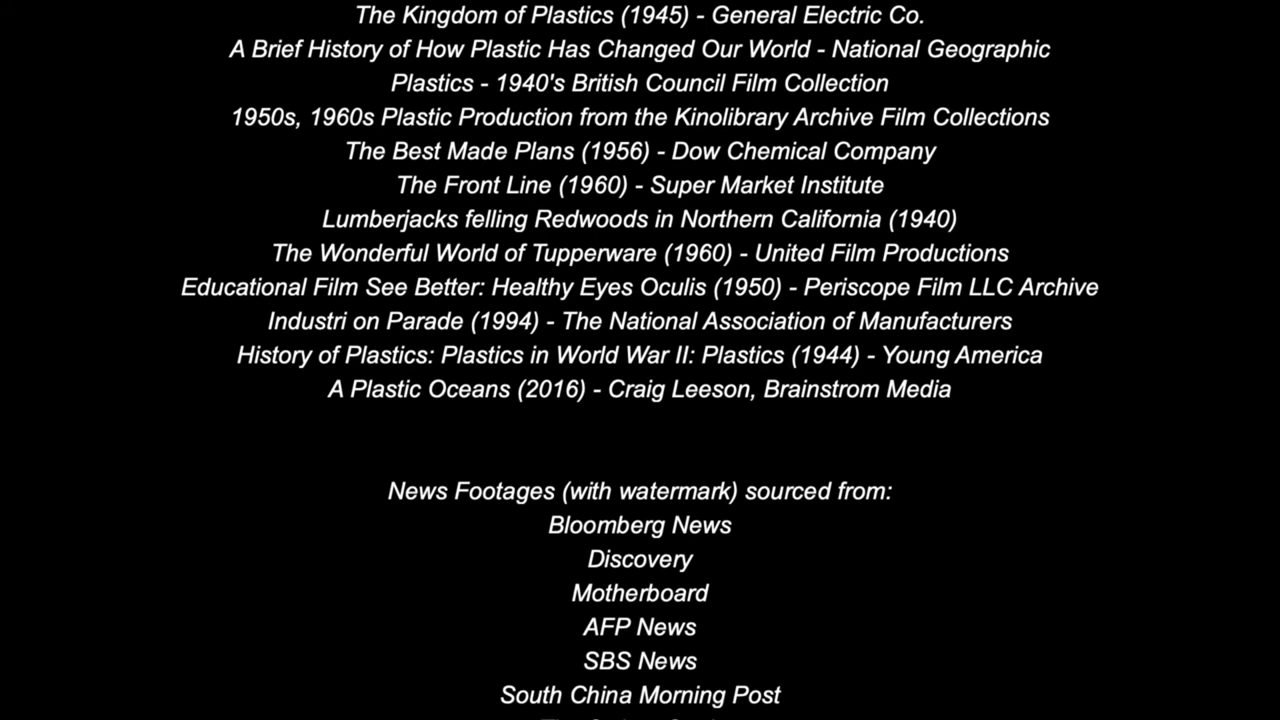 The Kingdom of Plastics (1945) - General Electric Co.
A Brief History of How Plastic Has Changed Our World - National Geographic
Plastics - 1940's British Council Film Collection
1950s, 1960s Plastic Production from the Kinolibrary Archive Film Collections
The Best Made Plans (1956) - Dow Chemical Company
The Front Line (1960) - Super Market Institute
Lumberjacks felling Redwoods in Northern California (1940)
The Wonderful World of Tupperware (1960) - United Film Productions
Educational Film See Better: Healthy Eyes Oculis (1950) - Periscope Film LLC Archive
Industri on Parade (1994) - The National Association of Manufacturers
History of Plastics: Plastics in World War II: Plastics (1944) - Young America
A Plastic Oceans (2016) - Craig Leeson, Brainstrom Media
News Footages (with watermark) sourced from:
Bloomberg News
Discovery
Motherboard
AFP News
SBS News
South China Morning Post